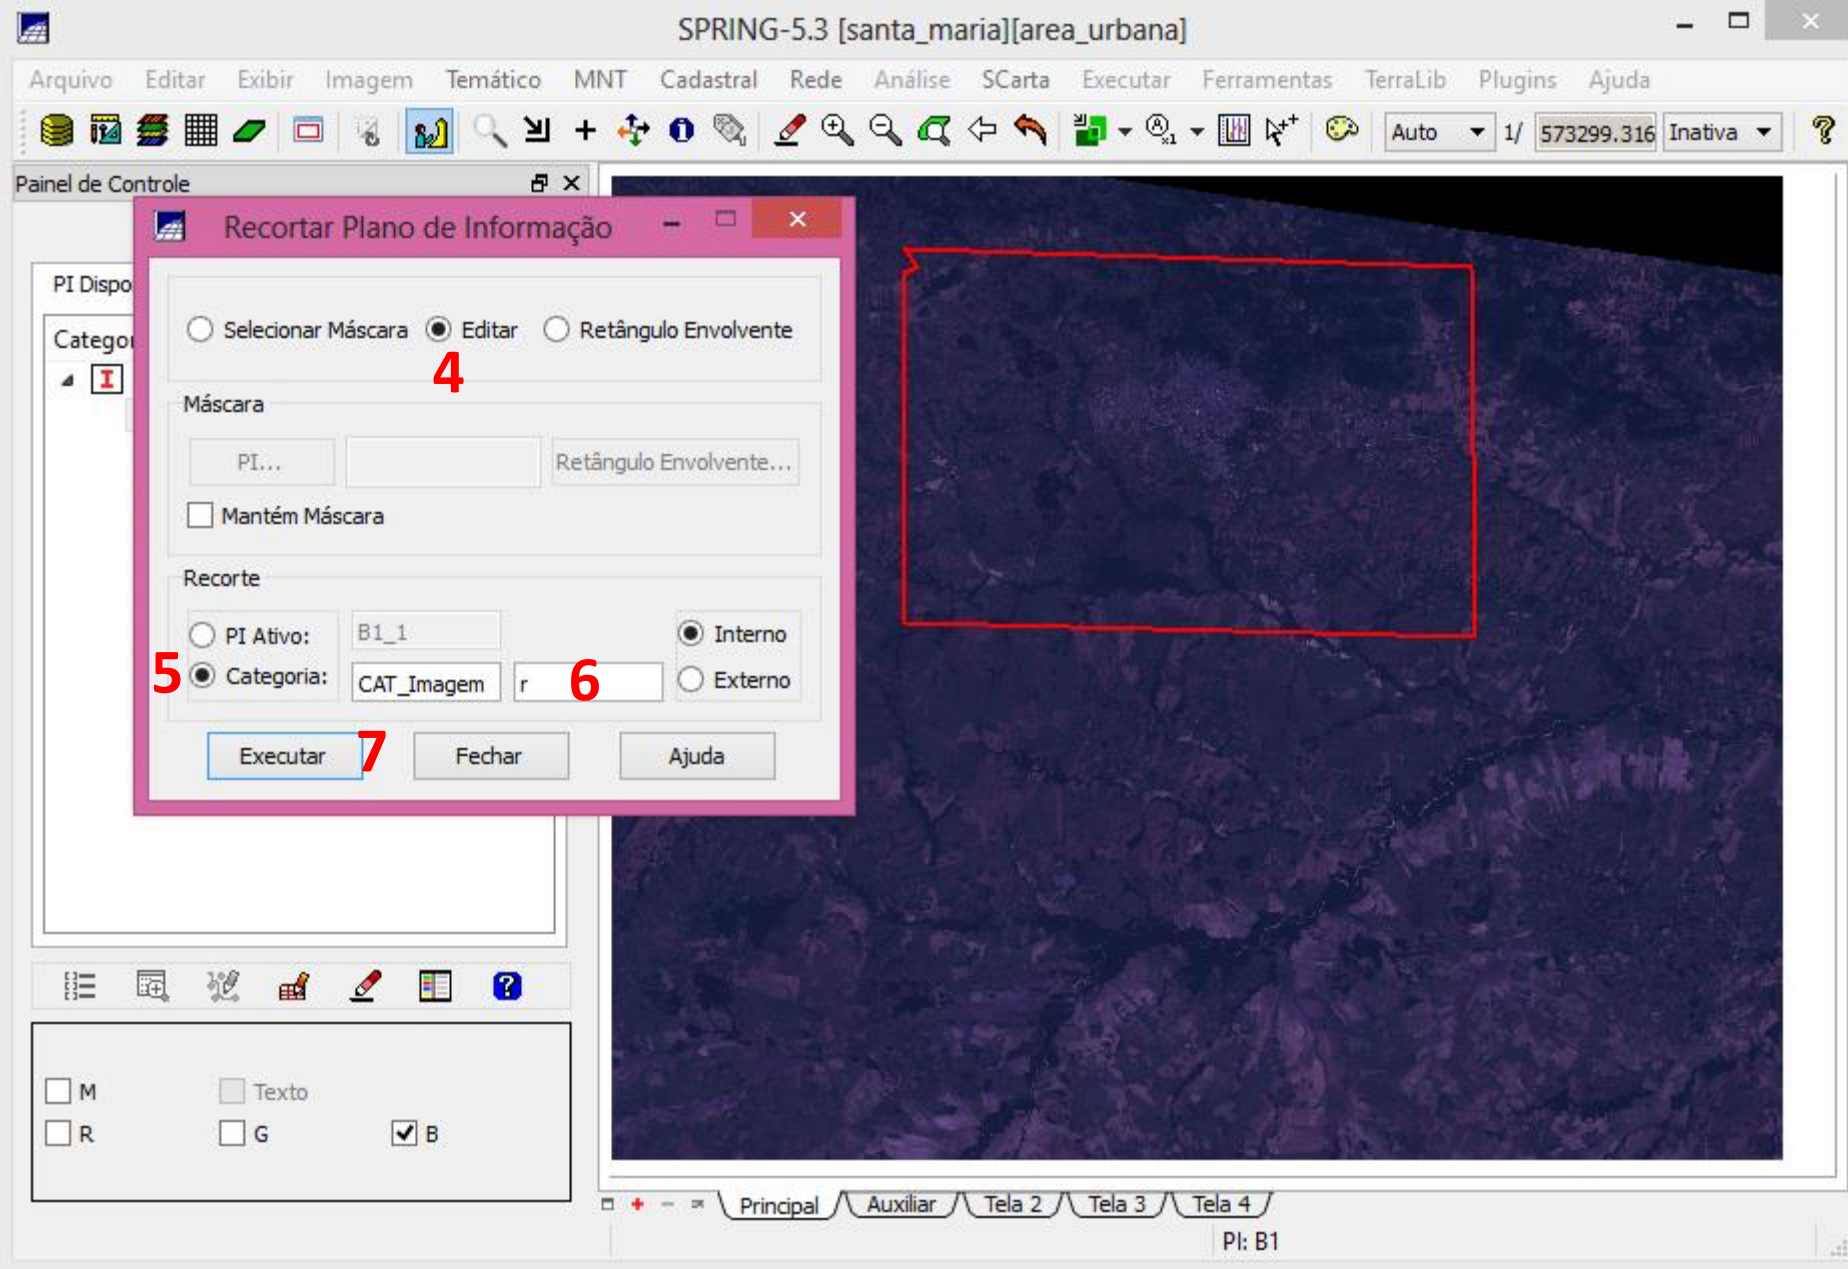 SPRING-5.3 [santa_maria][area_urbana]
Arquivo Editar Exibir Imagem Temático MNT Cadastral Rede Análise SCarta Executar Ferramentas TerraLib Plugins Ajuda
Auto 1/ 573299.316 Inativa
Painel de Controle
Recortar Plano de Informação
PI Dispo
Categor
I
Selecionar Máscara Editar Retângulo Envolvente
4
Máscara
PI... Retângulo Envolvente...
Mantém Máscara
Recorte
PI Ativo: B1_1 Interno
5 Categoria: CAT_Imagem r 6 Externo
Executar 7 Fechar Ajuda
M Texto
R G B
Principal Auxiliar Tela 2 Tela 3 Tela 4
PI: B1